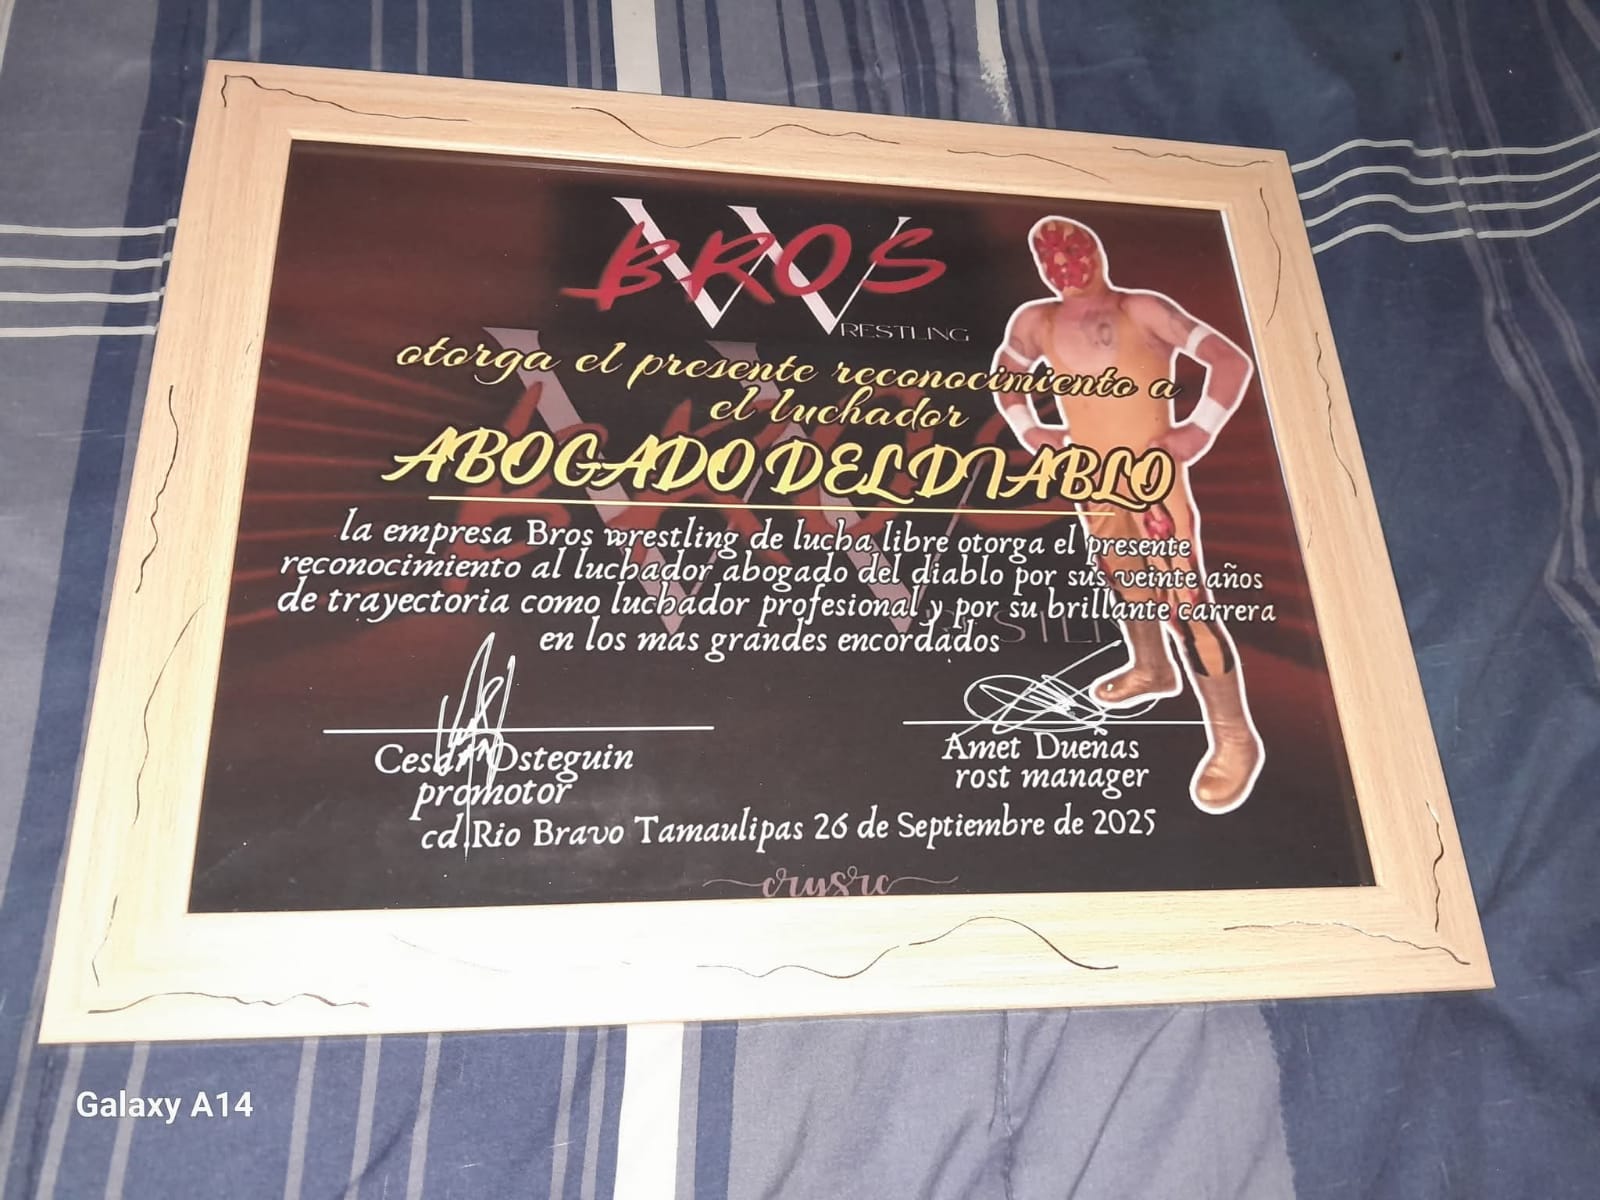 BROS
WRESTLING
otorga el presente reconocimiento a
el luchador
ABOGADO DEL DIABLO
la empresa Bros wrestling de lucha libre otorga el presente
reconocimiento al luchador abogado del diablo por sus veinte años
de trayectoria como luchador profesional y por su brillante carrera
en los mas grandes encordados
Cesar Osteguin
promotor
Amet Dueñas
rost manager
cd.Rio Bravo Tamaulipas 26 de Septiembre de 2025
crysrc
Galaxy A14